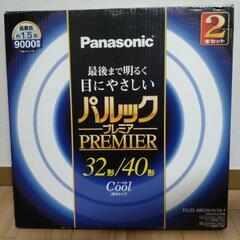 Panasonic
2
本セット
長寿命
約1.5倍
9000時間
最後まで明るく
目にやさしい
パルック
プレミア
PREMIER
32形/40形
Cool